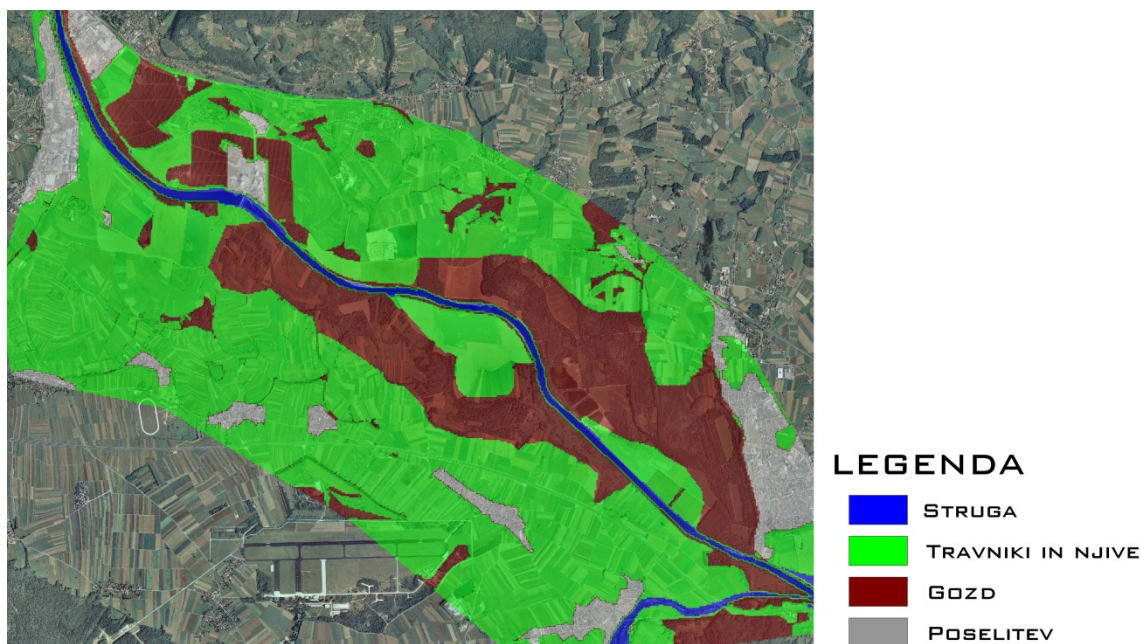 LEGENDA
STRUGA
TRAVNIKI IN NJIVE
GOZD
POSELITEV